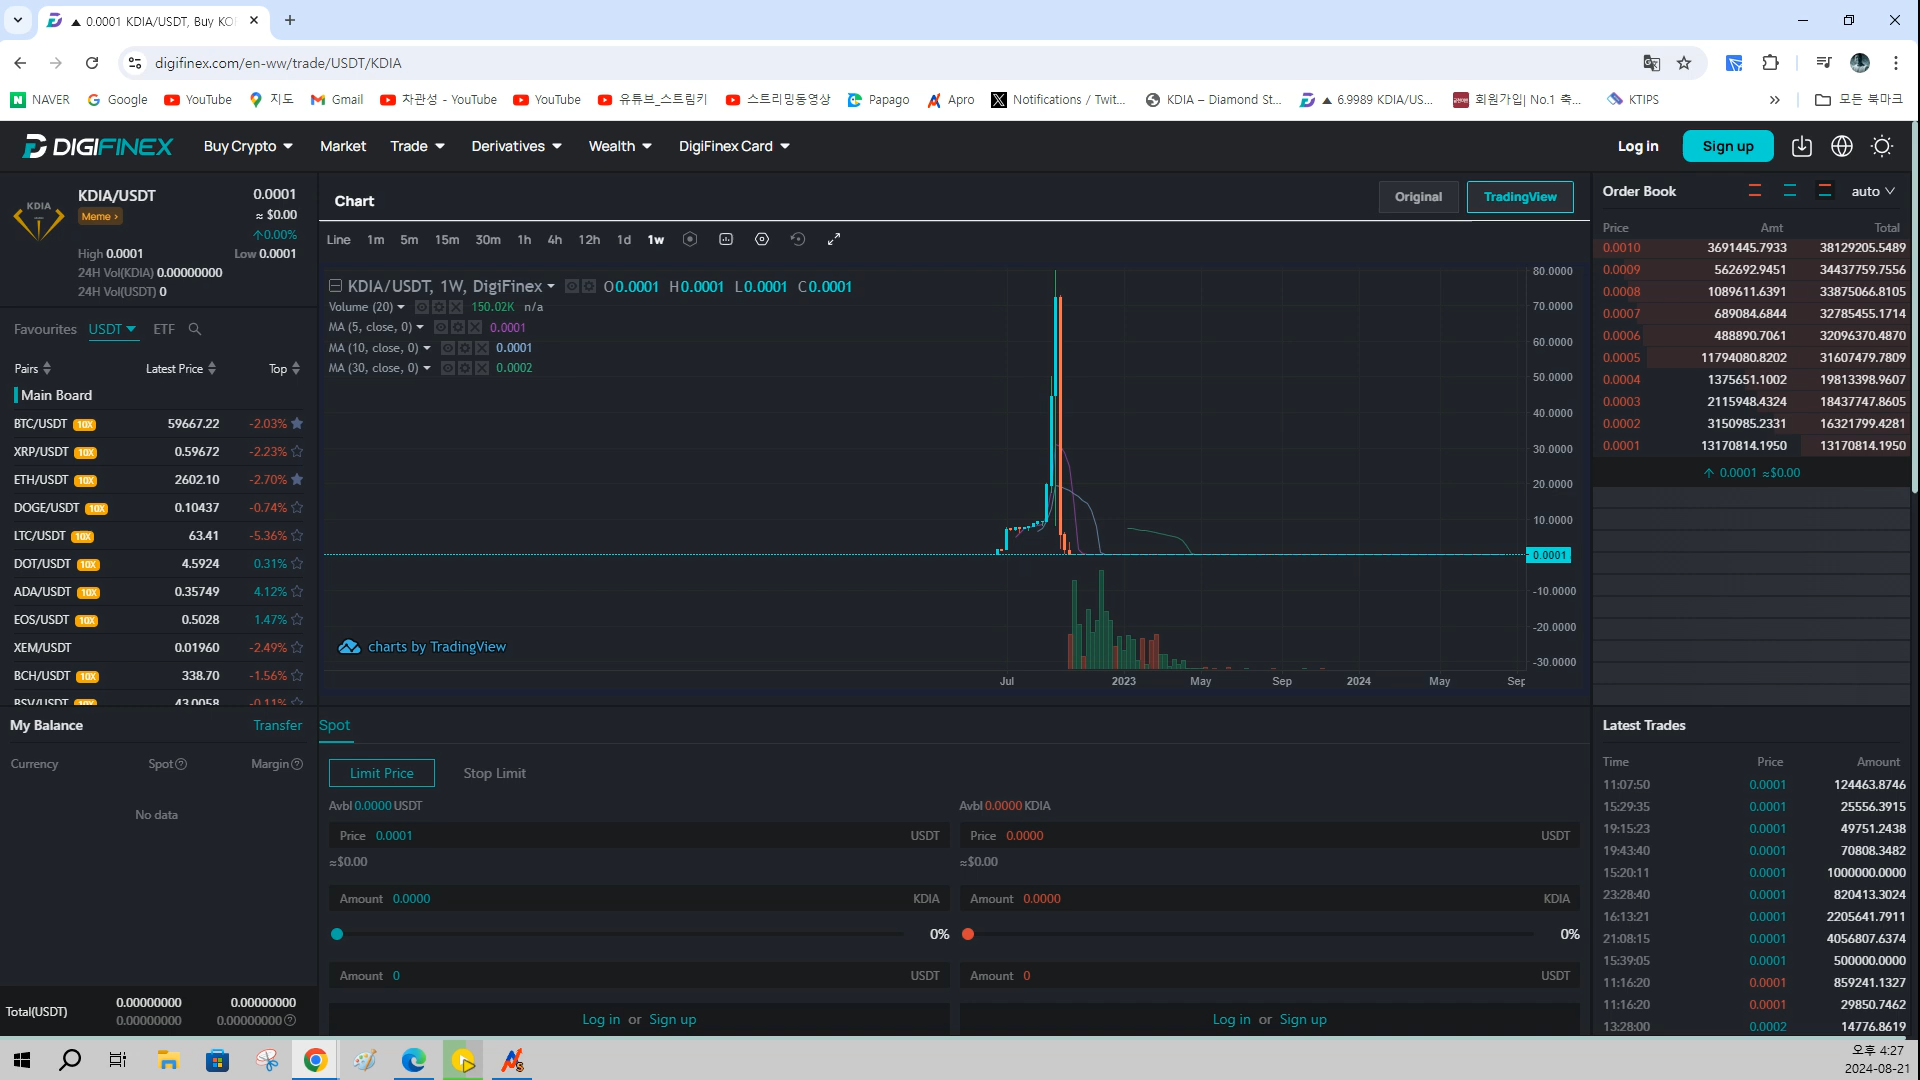 ▲ 0.0001 KDIA/USDT, Buy KO
digifinex.com/en-ww/trade/USDT/KDIA
NAVER Google YouTube 지도 Gmail 차관성 - YouTube YouTube 유튜브_스트림키 스트리밍동영상 Papago Apro Notifications / Twit... KDIA – Diamond St... ▲ 6.9989 KDIA/US... 회원가입| No.1 축... KTIPS » 모든 북마크
DIGIFINEX Buy Crypto Market Trade Derivatives Wealth DigiFinex Card Log in Sign up
KDIA
KDIA/USDT 0.0001
Meme > ≈ $0.00
↑0.00%
High 0.0001 Low 0.0001
24H Vol(KDIA) 0.00000000
24H Vol(USDT) 0
Favourites USDT ETF
Pairs Latest Price Top
Main Board
BTC/USDT 10X 59667.22 -2.03%
XRP/USDT 10X 0.59672 -2.23%
ETH/USDT 10X 2602.10 -2.70%
DOGE/USDT 10X 0.10437 -0.74%
LTC/USDT 10X 63.41 -5.36%
DOT/USDT 10X 4.5924 0.31%
ADA/USDT 10X 0.35749 4.12%
EOS/USDT 10X 0.5028 1.47%
XEM/USDT 0.01960 -2.49%
BCH/USDT 10X 338.70 -1.56%
BSV/USDT 10X 43.0058 -0.11%
My Balance Transfer
Currency Spot Margin
No data
Total(USDT) 0.00000000 0.00000000
0.00000000 0.00000000
Chart Original TradingView
Line 1m 5m 15m 30m 1h 4h 12h 1d 1w
KDIA/USDT, 1W, DigiFinex O0.0001 H0.0001 L0.0001 C0.0001
Volume (20) 150.02K n/a
MA (5, close, 0) 0.0001
MA (10, close, 0) 0.0001
MA (30, close, 0) 0.0002
80.0000
70.0000
60.0000
50.0000
40.0000
30.0000
20.0000
10.0000
0.0001
-10.0000
-20.0000
-30.0000
charts by TradingView
Jul 2023 May Sep 2024 May Sep
Spot
Limit Price Stop Limit
Avbl 0.0000 USDT
Price 0.0001 USDT
≈$0.00
Amount 0.0000 KDIA
0%
Amount 0 USDT
Log in or Sign up
Avbl 0.0000 KDIA
Price 0.0000 USDT
≈$0.00
Amount 0.0000 KDIA
0%
Amount 0 USDT
Log in or Sign up
Order Book auto
Price Amt Total
0.0010 3691445.7933 38129205.5489
0.0009 562692.9451 34437759.7556
0.0008 1089611.6391 33875066.8105
0.0007 689084.6844 32785455.1714
0.0006 488890.7061 32096370.4870
0.0005 11794080.8202 31607479.7809
0.0004 1375651.1002 19813398.9607
0.0003 2115948.4324 18437747.8605
0.0002 3150985.2331 16321799.4281
0.0001 13170814.1950 13170814.1950
↑ 0.0001 ≈$0.00
Latest Trades
Time Price Amount
11:07:50 0.0001 124463.8746
15:29:35 0.0001 25556.3915
19:15:23 0.0001 49751.2438
19:43:40 0.0001 70808.3482
15:20:11 0.0001 1000000.0000
23:28:40 0.0001 820413.3024
16:13:21 0.0001 2205641.7911
21:08:15 0.0001 4056807.6374
15:39:05 0.0001 500000.0000
11:16:20 0.0001 859241.1327
11:16:20 0.0001 29850.7462
13:28:00 0.0002 14776.8619
오후 4:27
2024-08-21